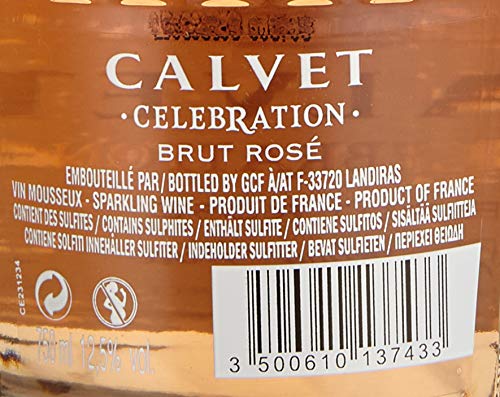 CALVET
· CELEBRATION ·
BRUT ROSÉ
EMBOUTEILLÉ PAR / BOTTLED BY GCF À/AT F-33720 LANDIRAS
VIN MOUSSEUX - SPARKLING WINE - PRODUIT DE FRANCE - PRODUCT OF FRANCE
CONTIENT DES SULFITES / CONTAINS SULPHITES / ENTHÄLT SULFITE / CONTIENE SULFITOS / SISÄLTÄÄ SULFIITTEJA
CONTIENE SOLFITI INNEHÅLLER SULFITER / INDEHOLDER SULFITTER / BEVAT SULFIETEN / ΠΕΡΙΕΧΕΙ ΘΕΙΩΔΗ
CE231234
750 ml 12,5% vol.
3 500610 137433